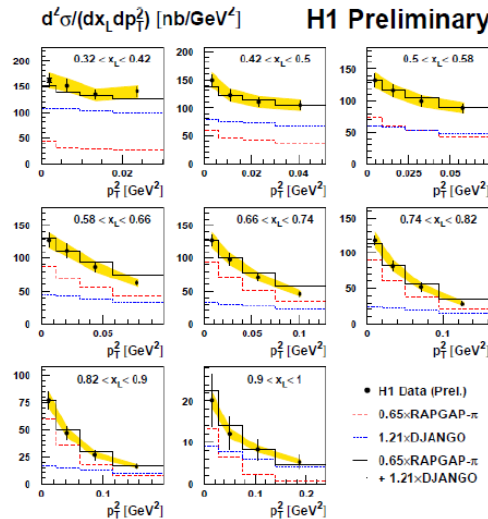 d²σ/(dx_L dp_T²) [nb/GeV²]
H1 Preliminary
0.32 < x_L < 0.42
0.42 < x_L < 0.5
0.5 < x_L < 0.58
200
150
100
50
0
0
0.02
p_T² [GeV²]
200
150
100
50
0
0
0.02
0.04
p_T² [GeV²]
150
100
50
0
0
0.025
0.05
p_T² [GeV²]
0.58 < x_L < 0.66
0.66 < x_L < 0.74
0.74 < x_L < 0.82
150
100
50
0
0.05
p_T² [GeV²]
150
100
50
0
0
0.05
0.1
p_T² [GeV²]
150
100
50
0
0
0.1
p_T² [GeV²]
0.82 < x_L < 0.9
0.9 < x_L < 1
100
50
0
0
0.1
p_T² [GeV²]
20
10
0
0
0.1
0.2
p_T² [GeV²]
H1 Data (Prel.)
0.65×RAPGAP-π
1.21×DJANGO
0.65×RAPGAP-π
+ 1.21×DJANGO